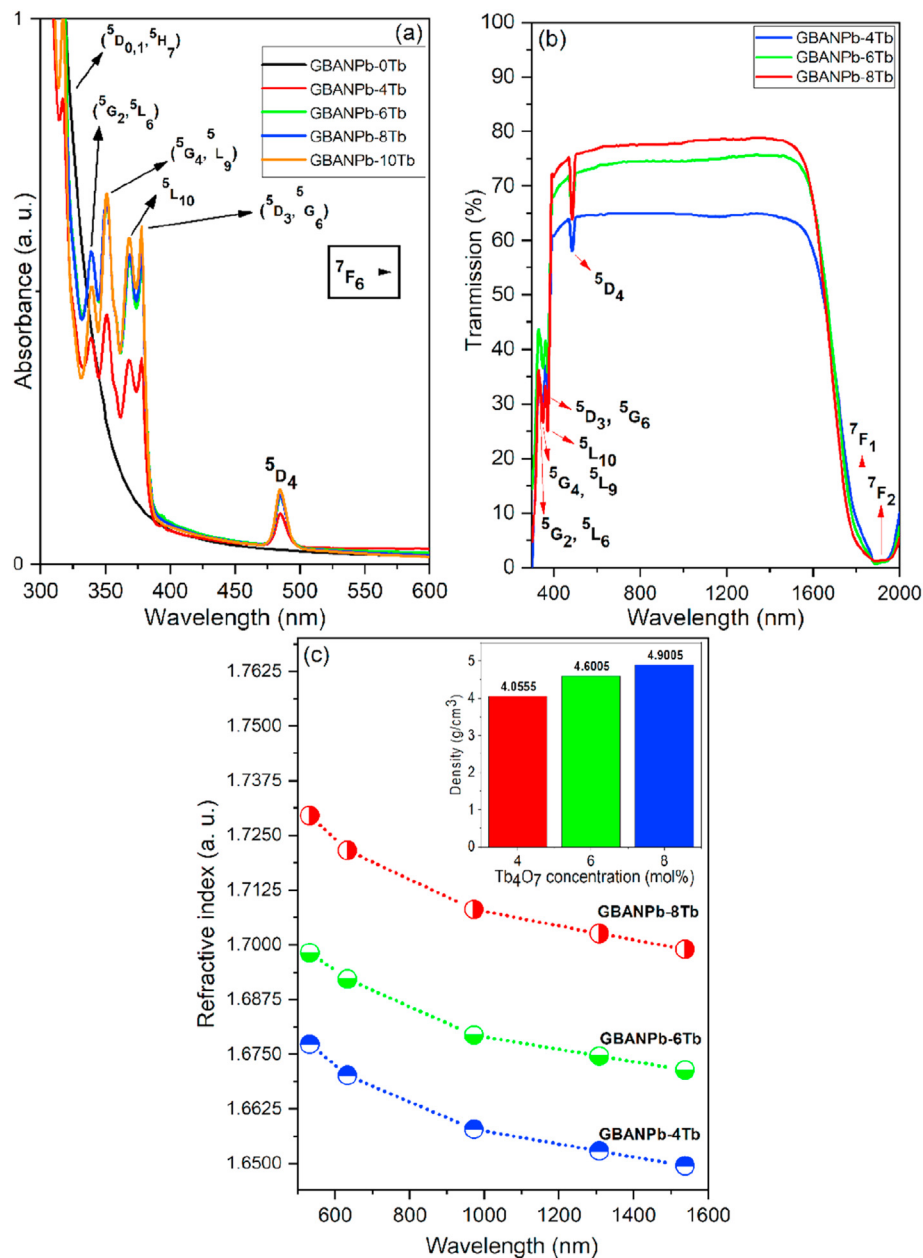 (a)
(⁵D₀,₁, ⁵H₇)
(⁵G₂, ⁵L₆)
(⁵G₄, ⁵L₉)
⁵L₁₀
(⁵D₃, ⁵G₆)
GBANPb-0Tb
GBANPb-4Tb
GBANPb-6Tb
GBANPb-8Tb
GBANPb-10Tb
⁷F₆
⁵D₄
1
0
Absorbance (a. u.)
300 350 400 450 500 550 600
Wavelength (nm)
(b)
GBANPb-4Tb
GBANPb-6Tb
GBANPb-8Tb
100
90
80
70
60
50
40
30
20
10
0
Tranmission (%)
⁵D₄
⁵D₃, ⁵G₆
⁵L₁₀
⁵G₄, ⁵L₉
⁵G₂, ⁵L₆
⁷F₁
⁷F₂
400 800 1200 1600 2000
Wavelength (nm)
(c)
1.7625
1.7500
1.7375
1.7250
1.7125
1.7000
1.6875
1.6750
1.6625
1.6500
Refractive index (a. u.)
5
4
3
2
1
0
Density (g/cm³)
4.0555
4.6005
4.9005
4 6 8
Tb₄O₇ concentration (mol%)
GBANPb-8Tb
GBANPb-6Tb
GBANPb-4Tb
600 800 1000 1200 1400 1600
Wavelength (nm)